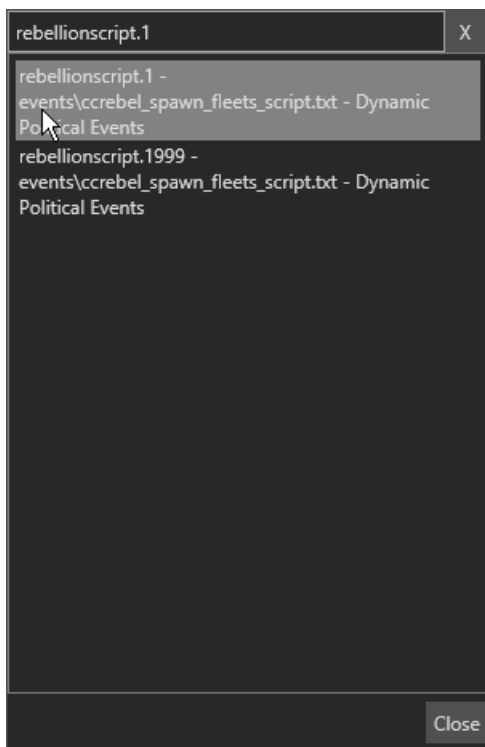 rebellionscript.1
X
rebellionscript.1 -
events\ccrebel_spawn_fleets_script.txt - Dynamic
Political Events
rebellionscript.1999 -
events\ccrebel_spawn_fleets_script.txt - Dynamic
Political Events
Close